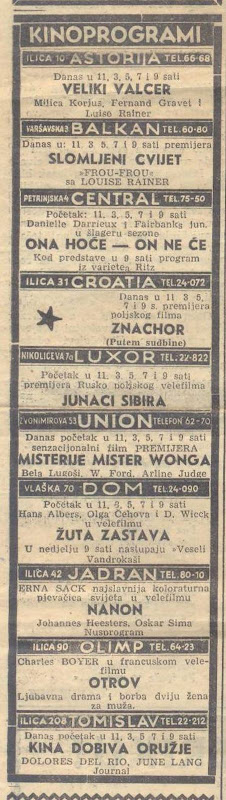 KINOPROGRAMI
ILICA 10 ASTORIJA TEL. 66-68
Danas u 11, 3, 5, 7 i 9 sati
VELIKI VALCER
Milica Korjus, Fernand Gravei i
Luise Rainer
VARŠAVSKA 3 BALKAN TEL. 60-80
Danas u: 11, 3, 5, 7 i 9 sati premijera
SLOMLJENI CVIJET
»FROU-FROU«
sa LOUISE RAINER
PETRINJSKA 4 CENTRAL TEL. 75-50
Početak: 11, 3, 5, 7 i 9 sati
Danielle Darrieux i Fairbanks jun.
u šlageru sezone
ONA HOĆE — ON NE ĆE
Kod predstave u 9 sati program
iz varietea Ritz
ILICA 31 CROATIA TEL. 24-072
Danas u 11 3 5,
7 i 9 s. premijera
poljskog filma
ZNACHOR
(Putem sudbine)
NIKOLIĆEVA 7a LUXOR TEL. 22-822
Početak u 11, 3, 5, 7 i 9 sati
premijera Rusko poljskog velefilma
JUNACI SIBIRA
ZVONIMIROVA 53 UNION TELEFON 62-70
Danas početak u 11, 3, 5, 7 i 9 sati
senzacijonalni film PREMIJERA
MISTERIJE MISTER WONGA
Bela Lugoši, W. Ford, Arline Judge
VLAŠKA 70 DOM TEL. 24-090
Početak u 11, 3, 5, 7 i 9 sati
Hans Albers, Olga Čehova i D. Wieck
u velefilmu
ŽUTA ZASTAVA
U nedjelju 9 sati nastupaju »Veseli
Vandrokaši
ILICA 42 JADRAN TEL. 80-10
ERNA SACK najslavnija koloraturna
pjevačica svijeta u velefilmu
NANON
Johannes Heesters, Oskar Sima
Nusprogram
ILICA 90 OLIMP TEL. 64-23
Charles BOYER u francuskom vele-
filmu
OTROV
Ljubavna drama i borba dviju žena
za muža.
ILICA 208 TOMISLAV TEL. 22-212
Danas početak u 11, 3, 5, 7 i 9 sati
KINA DOBIVA ORUŽJE
DOLORES DEL RIO, JUNE LANG
Journal